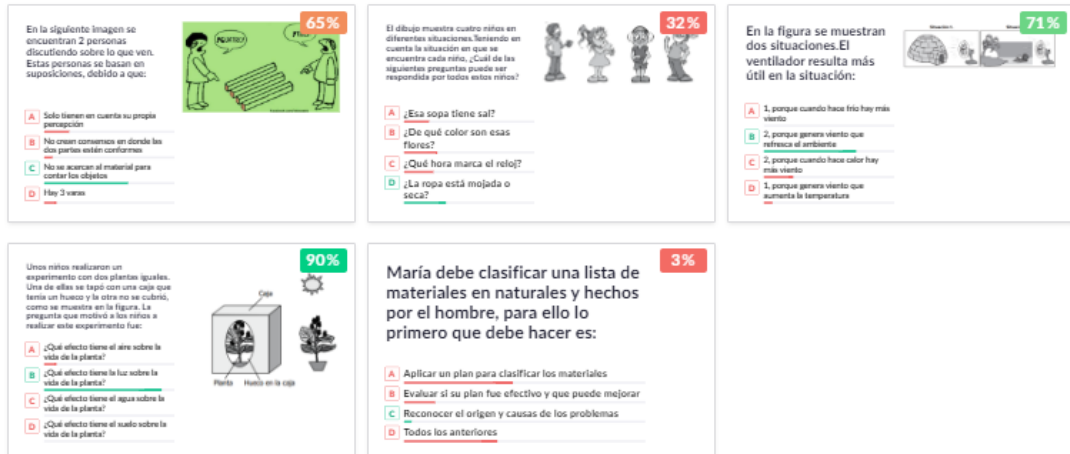 65%
En la siguiente imagen se
encuentran 2 personas
discutiendo sobre lo que ven.
Estas personas se basan en
suposiciones, debido a que:
¡¡CUATRO!!
A Solo tienen en cuenta su propia
percepción
B No crean consensos en donde las
dos partes estén conformes
C No se acercan al material para
contar los objetos
D Hay 3 varas
32%
El dibujo muestra cuatro niños en
diferentes situaciones.Teniendo en
cuenta la situación en que se
encuentra cada niño, ¿Cuál de las
siguientes preguntas puede ser
respondida por todos estos niños?
A ¿Esa sopa tiene sal?
B ¿De qué color son esas
flores?
C ¿Qué hora marca el reloj?
D ¿La ropa está mojada o
seca?
71%
En la figura se muestran
dos situaciones.El
ventilador resulta más
útil en la situación:
Situación 1
A 1, porque cuando hace frío hay más
viento
B 2, porque genera viento que
refresca el ambiente
C 2, porque cuando hace calor hay
más viento
D 1, porque genera viento que
aumenta la temperatura
90%
Unos niños realizaron un
experimento con dos plantas iguales.
Una de ellas se tapó con una caja que
tenía un hueco y la otra no se cubrió,
como se muestra en la figura. La
pregunta que motivó a los niños a
realizar este experimento fue:
Caja
Planta Hueco en la caja
A ¿Qué efecto tiene el aire sobre la
vida de la planta?
B ¿Qué efecto tiene la luz sobre la
vida de la planta?
C ¿Qué efecto tiene el agua sobre la
vida de la planta?
D ¿Qué efecto tiene el suelo sobre la
vida de la planta?
3%
María debe clasificar una lista de
materiales en naturales y hechos
por el hombre, para ello lo
primero que debe hacer es:
A Aplicar un plan para clasificar los materiales
B Evaluar si su plan fue efectivo y que puede mejorar
C Reconocer el origen y causas de los problemas
D Todos los anteriores